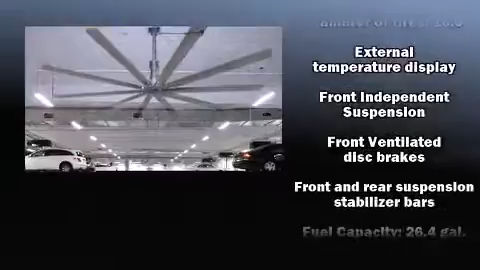 External
temperature display
Front Independent
Suspension
Front Ventilated
disc brakes
Front and rear suspension
stabilizer bars
Fuel Capacity: 26.4 gal.